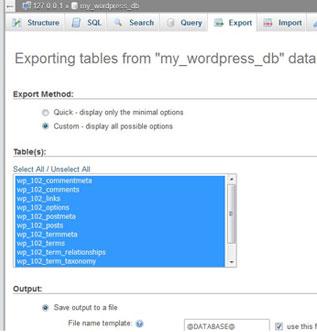 127.0.0.1 » my_wordpress_db
Structure SQL Search Query Export Import
Exporting tables from "my_wordpress_db" data
Export Method:
Quick - display only the minimal options
Custom - display all possible options
Table(s):
Select All / Unselect All
wp_102_commentmeta
wp_102_comments
wp_102_links
wp_102_options
wp_102_postmeta
wp_102_posts
wp_102_termmeta
wp_102_terms
wp_102_term_relationships
wp_102_term_taxonomy
Output:
Save output to a file
File name template: @DATABASE@ use this f